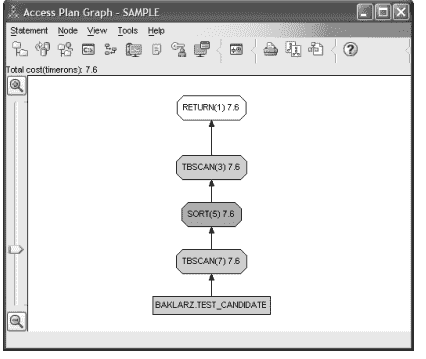 Access Plan Graph - SAMPLE
Statement Node View Tools Help
Total cost(timerons): 7.6
RETURN(1) 7.6
TBSCAN(3) 7.6
SORT(5) 7.6
TBSCAN(7) 7.6
BAKLARZ.TEST_CANDIDATE